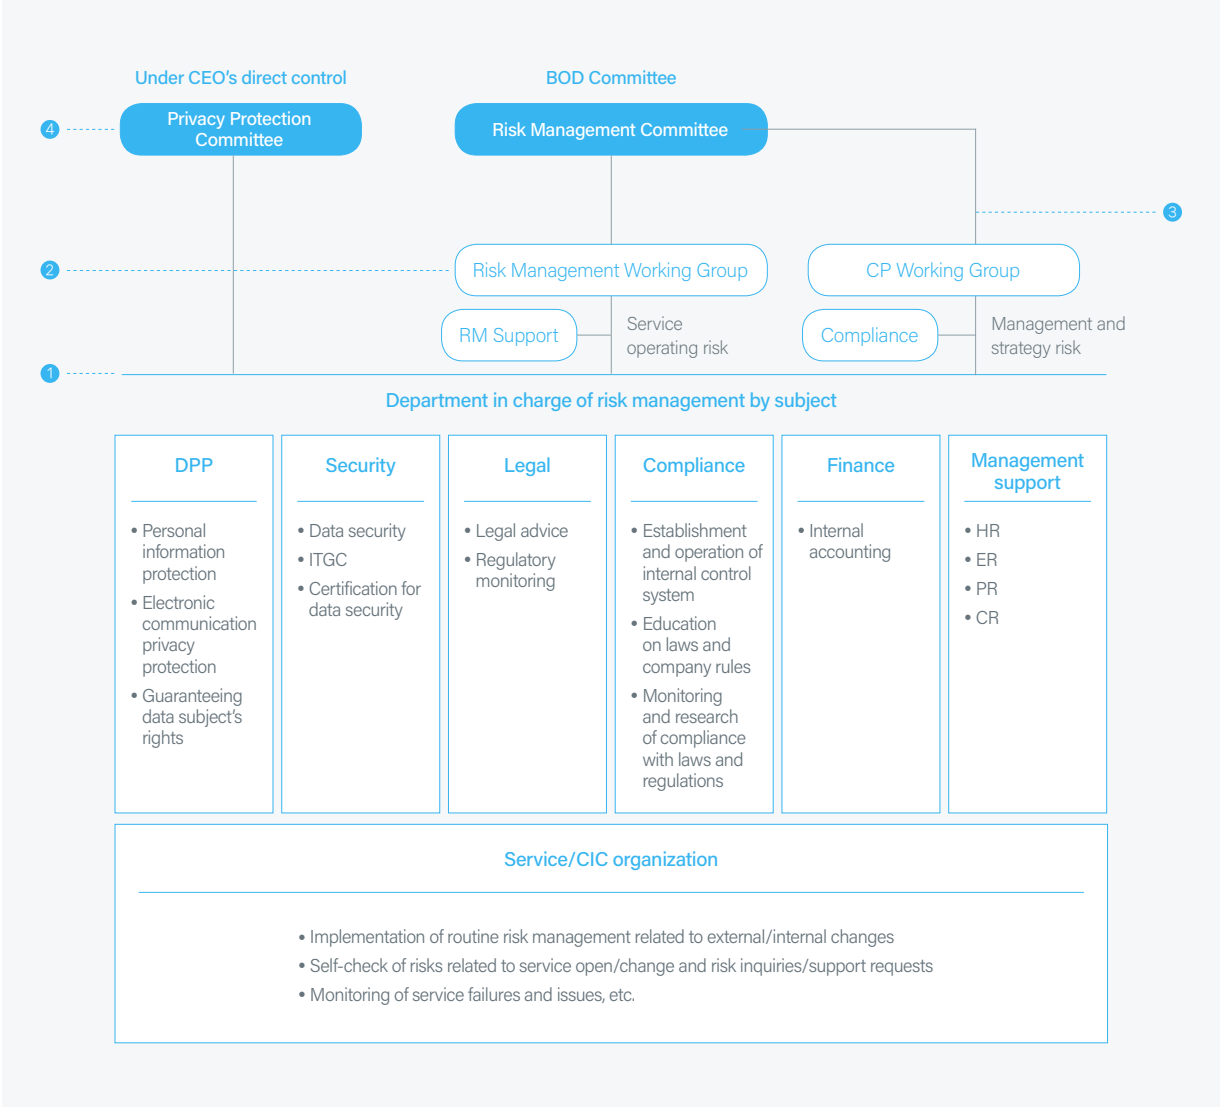 Under CEO's direct control
BOD Committee
4
Privacy Protection
Committee
Risk Management Committee
3
2
Risk Management Working Group
CP Working Group
RM Support
Service
operating risk
Compliance
Management and
strategy risk
1
Department in charge of risk management by subject
DPP
• Personal
information
protection
• Electronic
communication
privacy
protection
• Guaranteeing
data subject's
rights
Security
• Data security
• ITGC
• Certification for
data security
Legal
• Legal advice
• Regulatory
monitoring
Compliance
• Establishment
and operation of
internal control
system
• Education
on laws and
company rules
• Monitoring
and research
of compliance
with laws and
regulations
Finance
• Internal
accounting
Management
support
• HR
• ER
• PR
• CR
Service/CIC organization
• Implementation of routine risk management related to external/internal changes
• Self-check of risks related to service open/change and risk inquiries/support requests
• Monitoring of service failures and issues, etc.